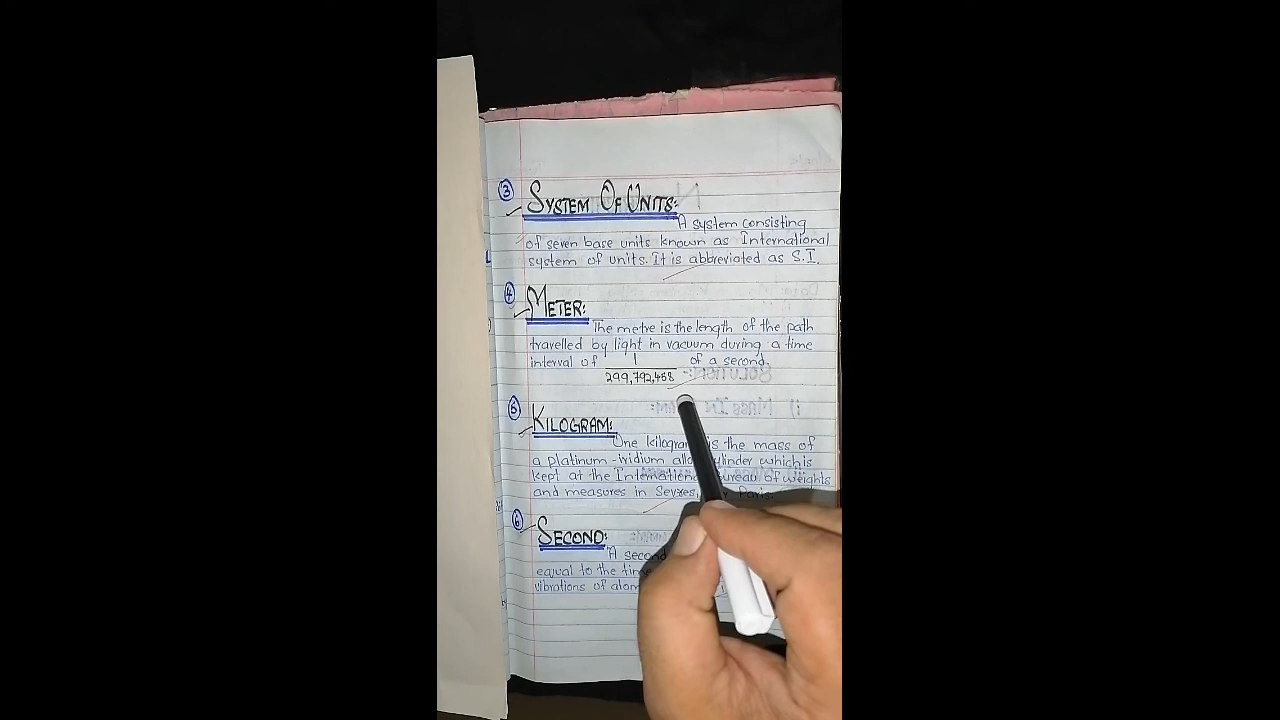 3
SYSTEM OF UNITS:
A system consisting
of seven base units known as International
system of units. It is abbreviated as S.I.
4
METER:
The metre is the length of the path
travelled by light in vacuum during a time
interval of 1 of a second.
299,792,458
5
KILOGRAM:
One kilogram is the mass of
a platinum-iridium alloy cylinder which is
kept at the International Bureau of weights
and measures in Sevres, Paris.
6
SECOND:
A second
equal to the time
vibrations of atom